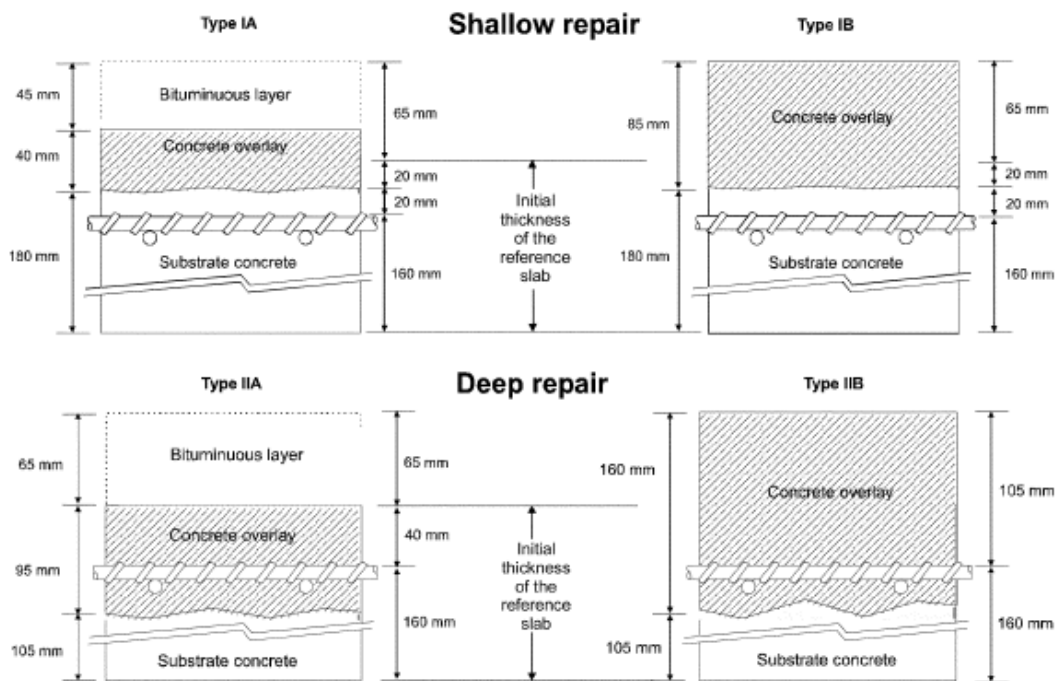 Type IA
Shallow repair
Type IB
45 mm
Bituminuous layer
65 mm
85 mm
Concrete overlay
65 mm
40 mm
Concrete overlay
20 mm
20 mm
20 mm
20 mm
Initial
thickness
of the
reference
slab
180 mm
Substrate concrete
160 mm
180 mm
Substrate concrete
160 mm
Type IIA
Deep repair
Type IIB
65 mm
Bituminuous layer
65 mm
160 mm
Concrete overlay
105 mm
95 mm
Concrete overlay
40 mm
Initial
thickness
of the
reference
slab
160 mm
160 mm
105 mm
Substrate concrete
105 mm
Substrate concrete